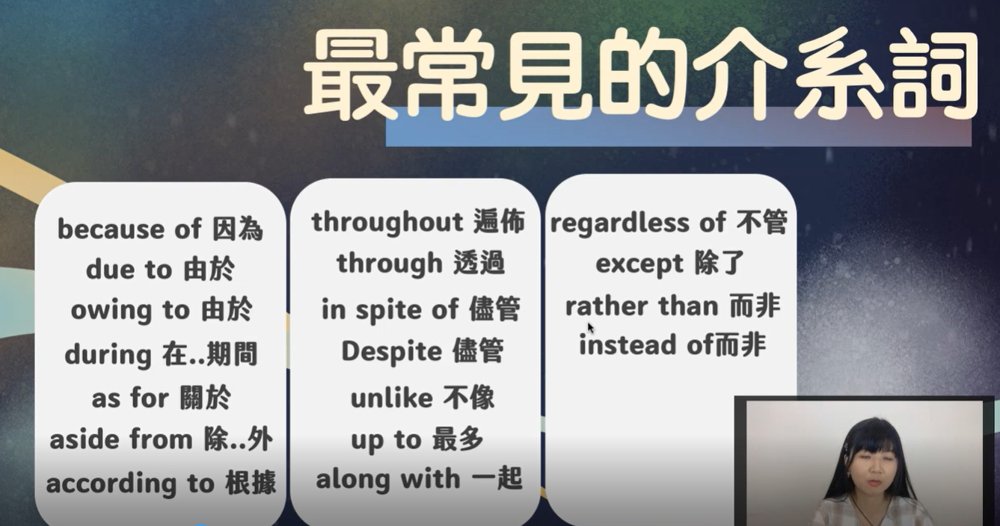 最常見的介系詞
because of 因為
due to 由於
owing to 由於
during 在..期間
as for 關於
aside from 除..外
according to 根據
throughout 遍佈
through 透過
in spite of 儘管
Despite 儘管
unlike 不像
up to 最多
along with 一起
regardless of 不管
except 除了
rather than 而非
instead of而非